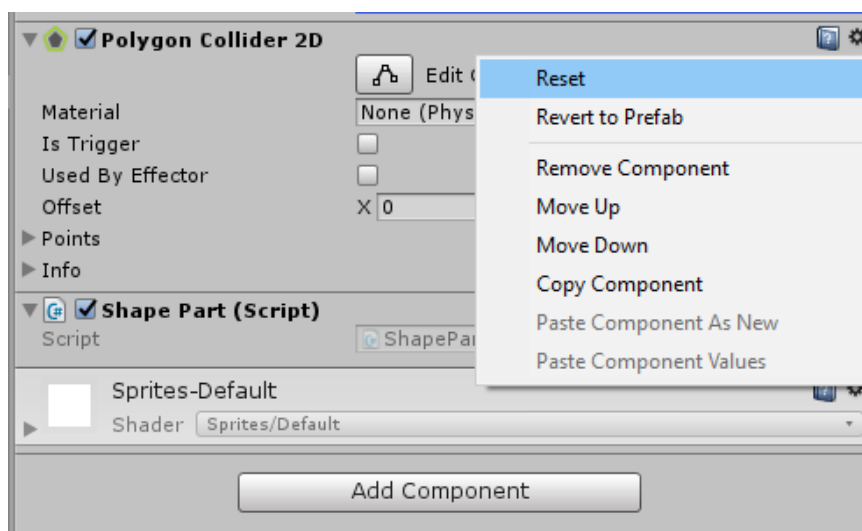 Polygon Collider 2D
Edit
Reset
Material
None (Phys
Revert to Prefab
Is Trigger
Used By Effector
Remove Component
Offset
X 0
Move Up
Points
Move Down
Info
Copy Component
Shape Part (Script)
Paste Component As New
Script
ShapePar
Paste Component Values
Sprites-Default
Shader Sprites/Default
Add Component